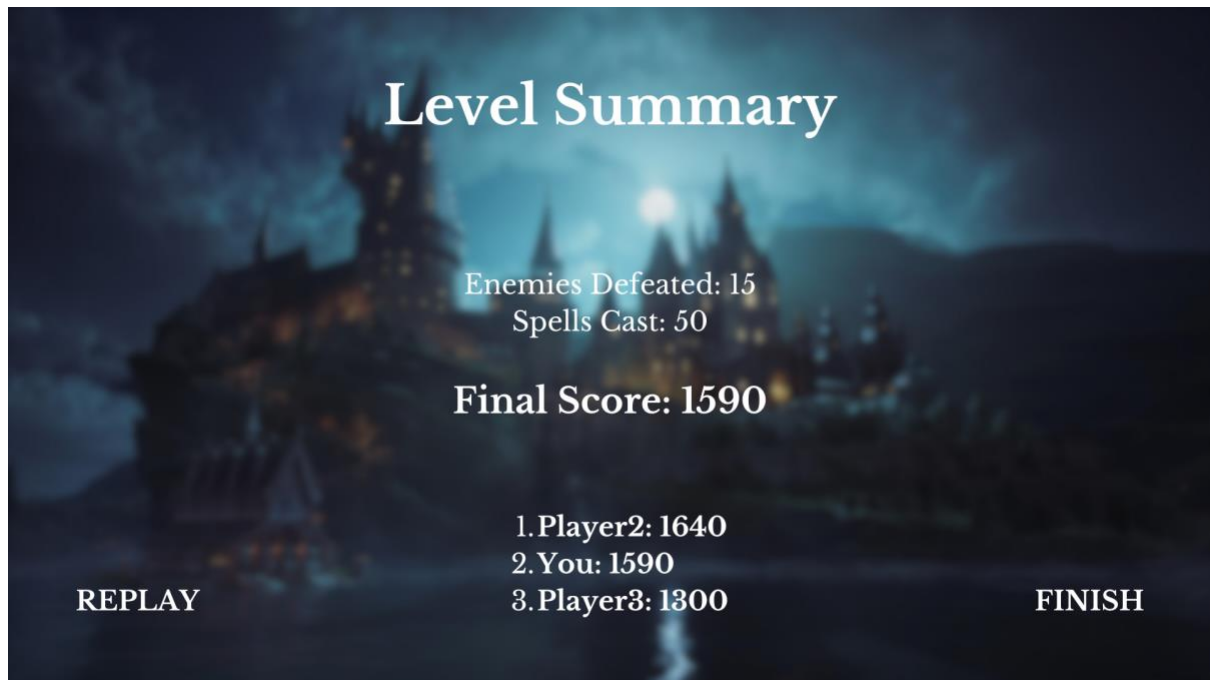 Level Summary
Enemies Defeated: 15
Spells Cast: 50
Final Score: 1590
1. Player2: 1640
2. You: 1590
3. Player3: 1300
REPLAY
FINISH